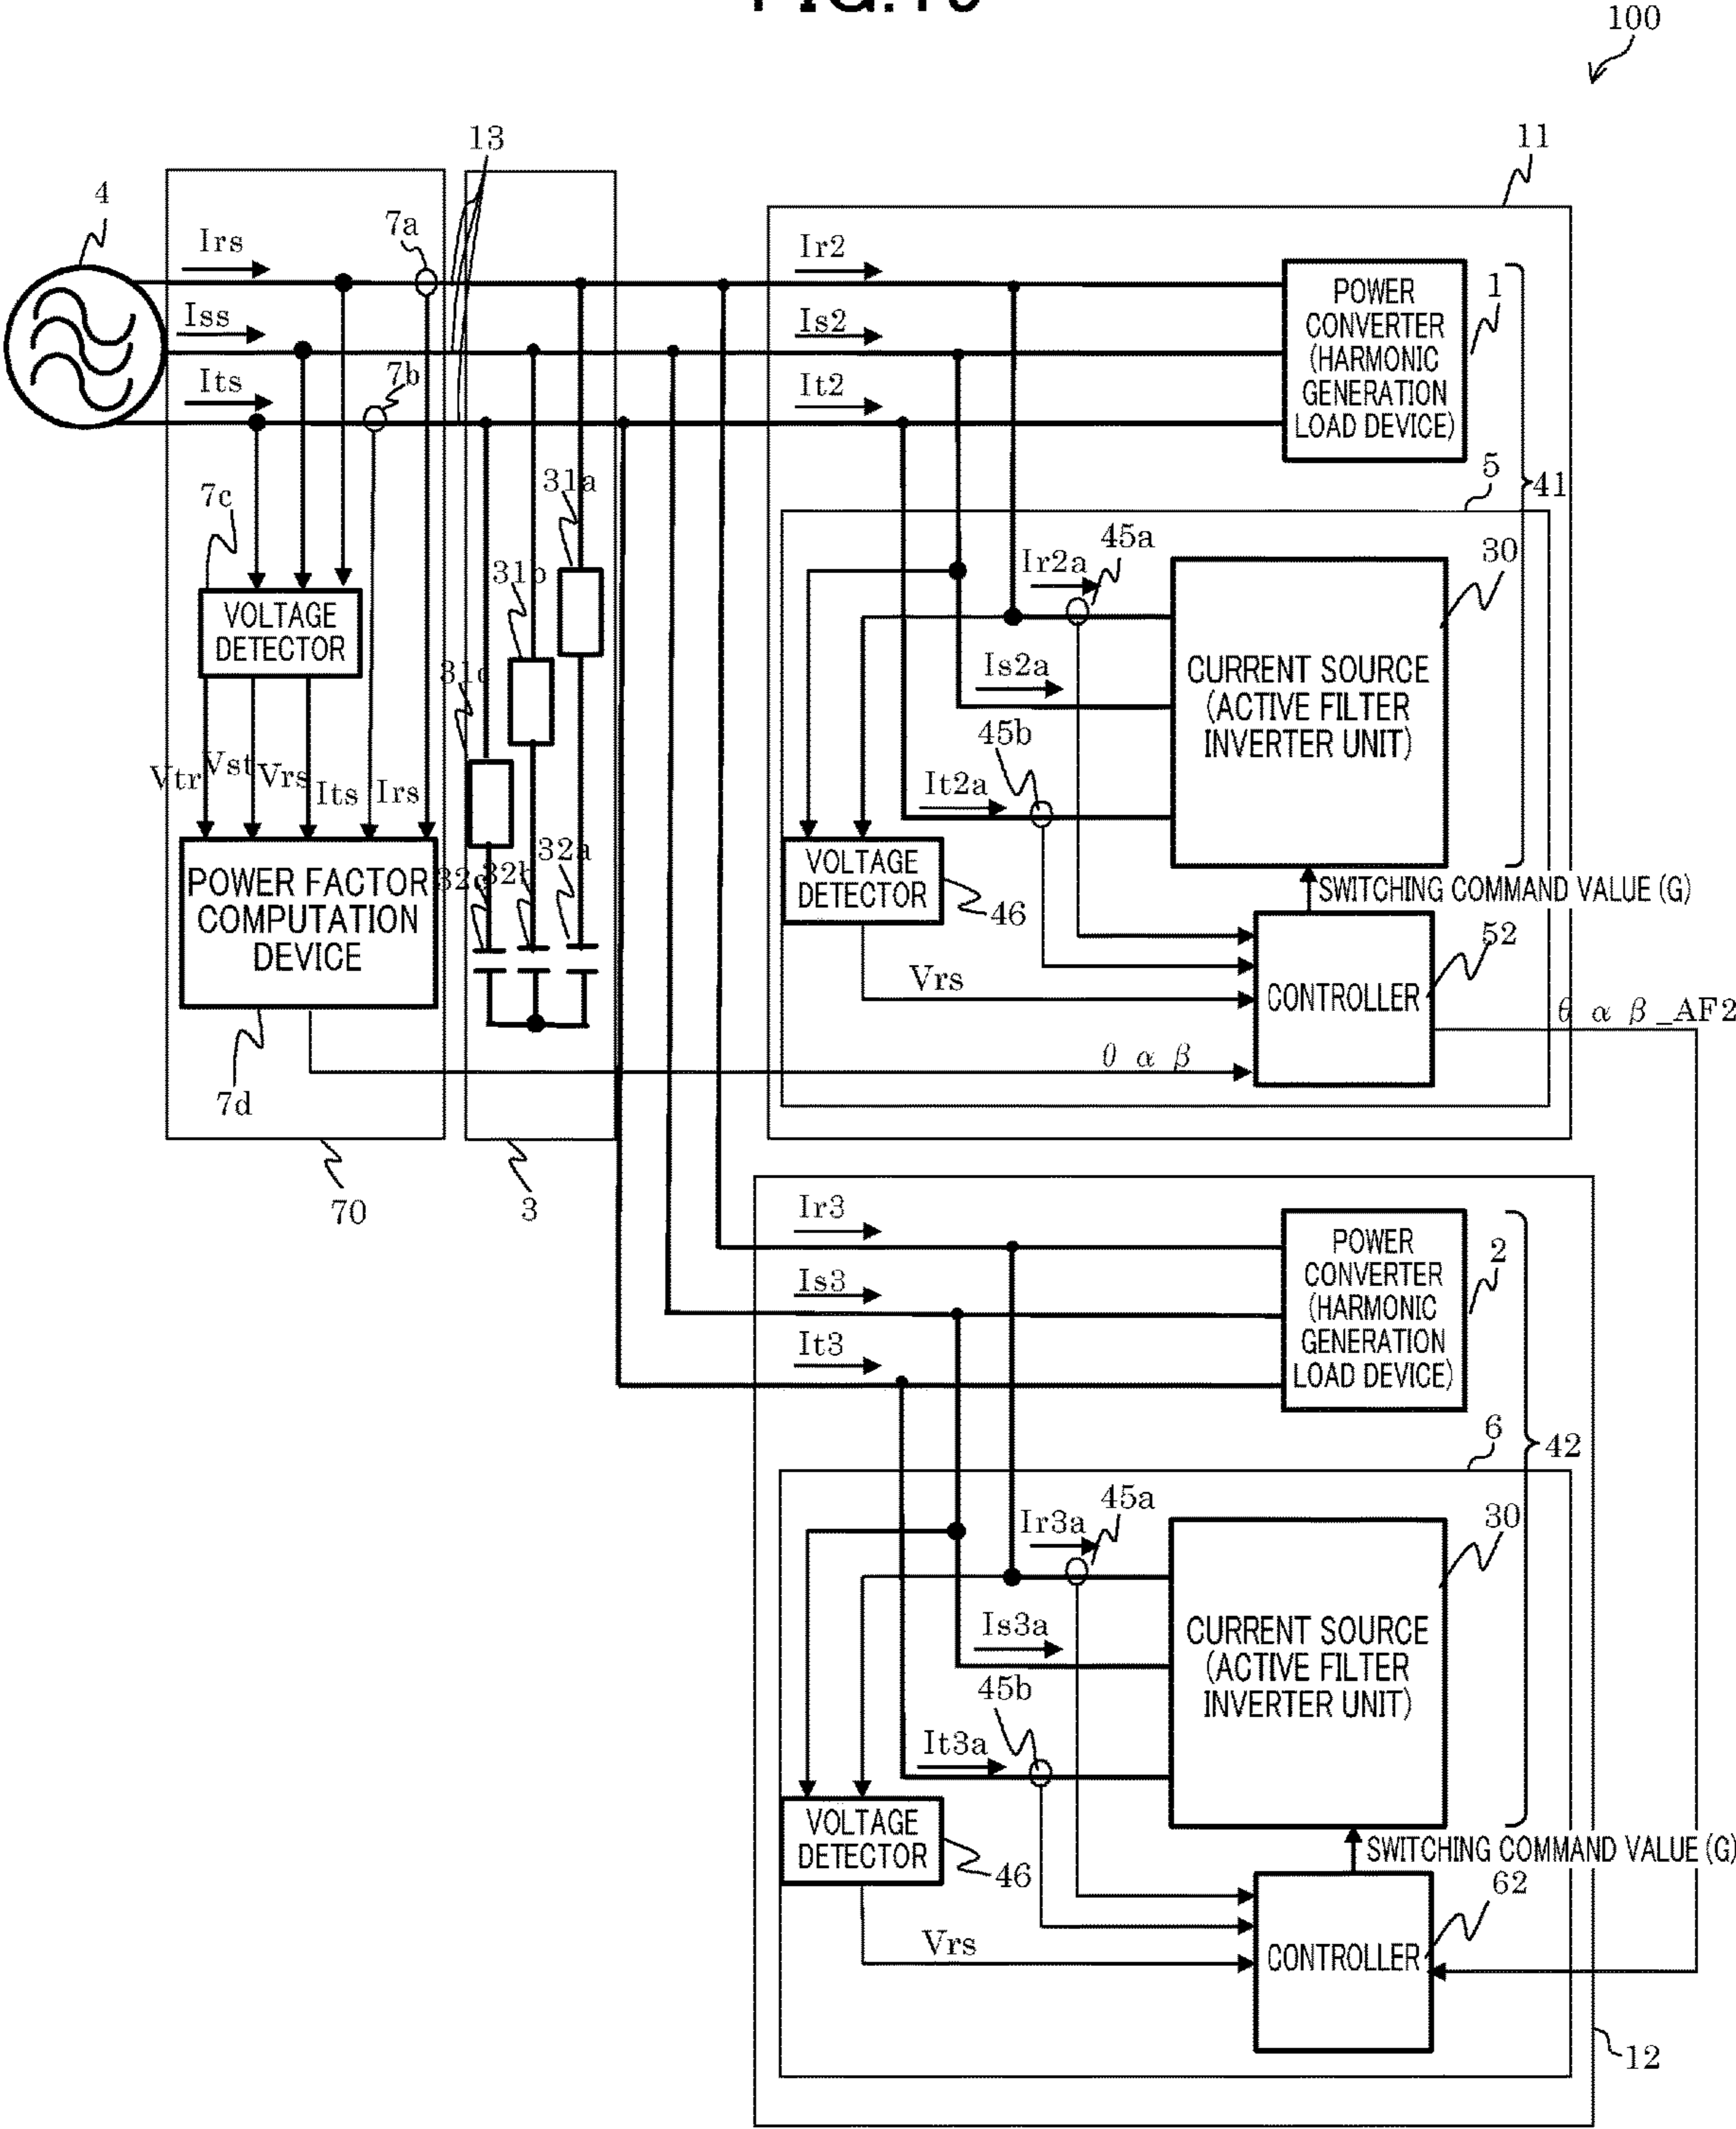 100
13
11
4
7a
Irs
Ir2
POWER
CONVERTER
(HARMONIC
GENERATION
LOAD DEVICE)
1
Iss
Is2
Its
7b
It2
5
41
7c
31a
45a
Ir2a
30
31b
VOLTAGE
DETECTOR
Is2a
CURRENT SOURCE
(ACTIVE FILTER
INVERTER UNIT)
45b
Vtr
Vst
Vrs
Its
Irs
It2a
32a
POWER FACTOR
COMPUTATION
DEVICE
VOLTAGE
DETECTOR
46
SWITCHING COMMAND VALUE (G)
52
Vrs
CONTROLLER
θ α β_AF2
θ α β
7d
70
3
Ir3
POWER
CONVERTER
(HARMONIC
GENERATION
LOAD DEVICE)
2
Is3
It3
6
42
45a
Ir3a
30
Is3a
CURRENT SOURCE
(ACTIVE FILTER
INVERTER UNIT)
45b
It3a
VOLTAGE
DETECTOR
46
SWITCHING COMMAND VALUE (G)
62
Vrs
CONTROLLER
12